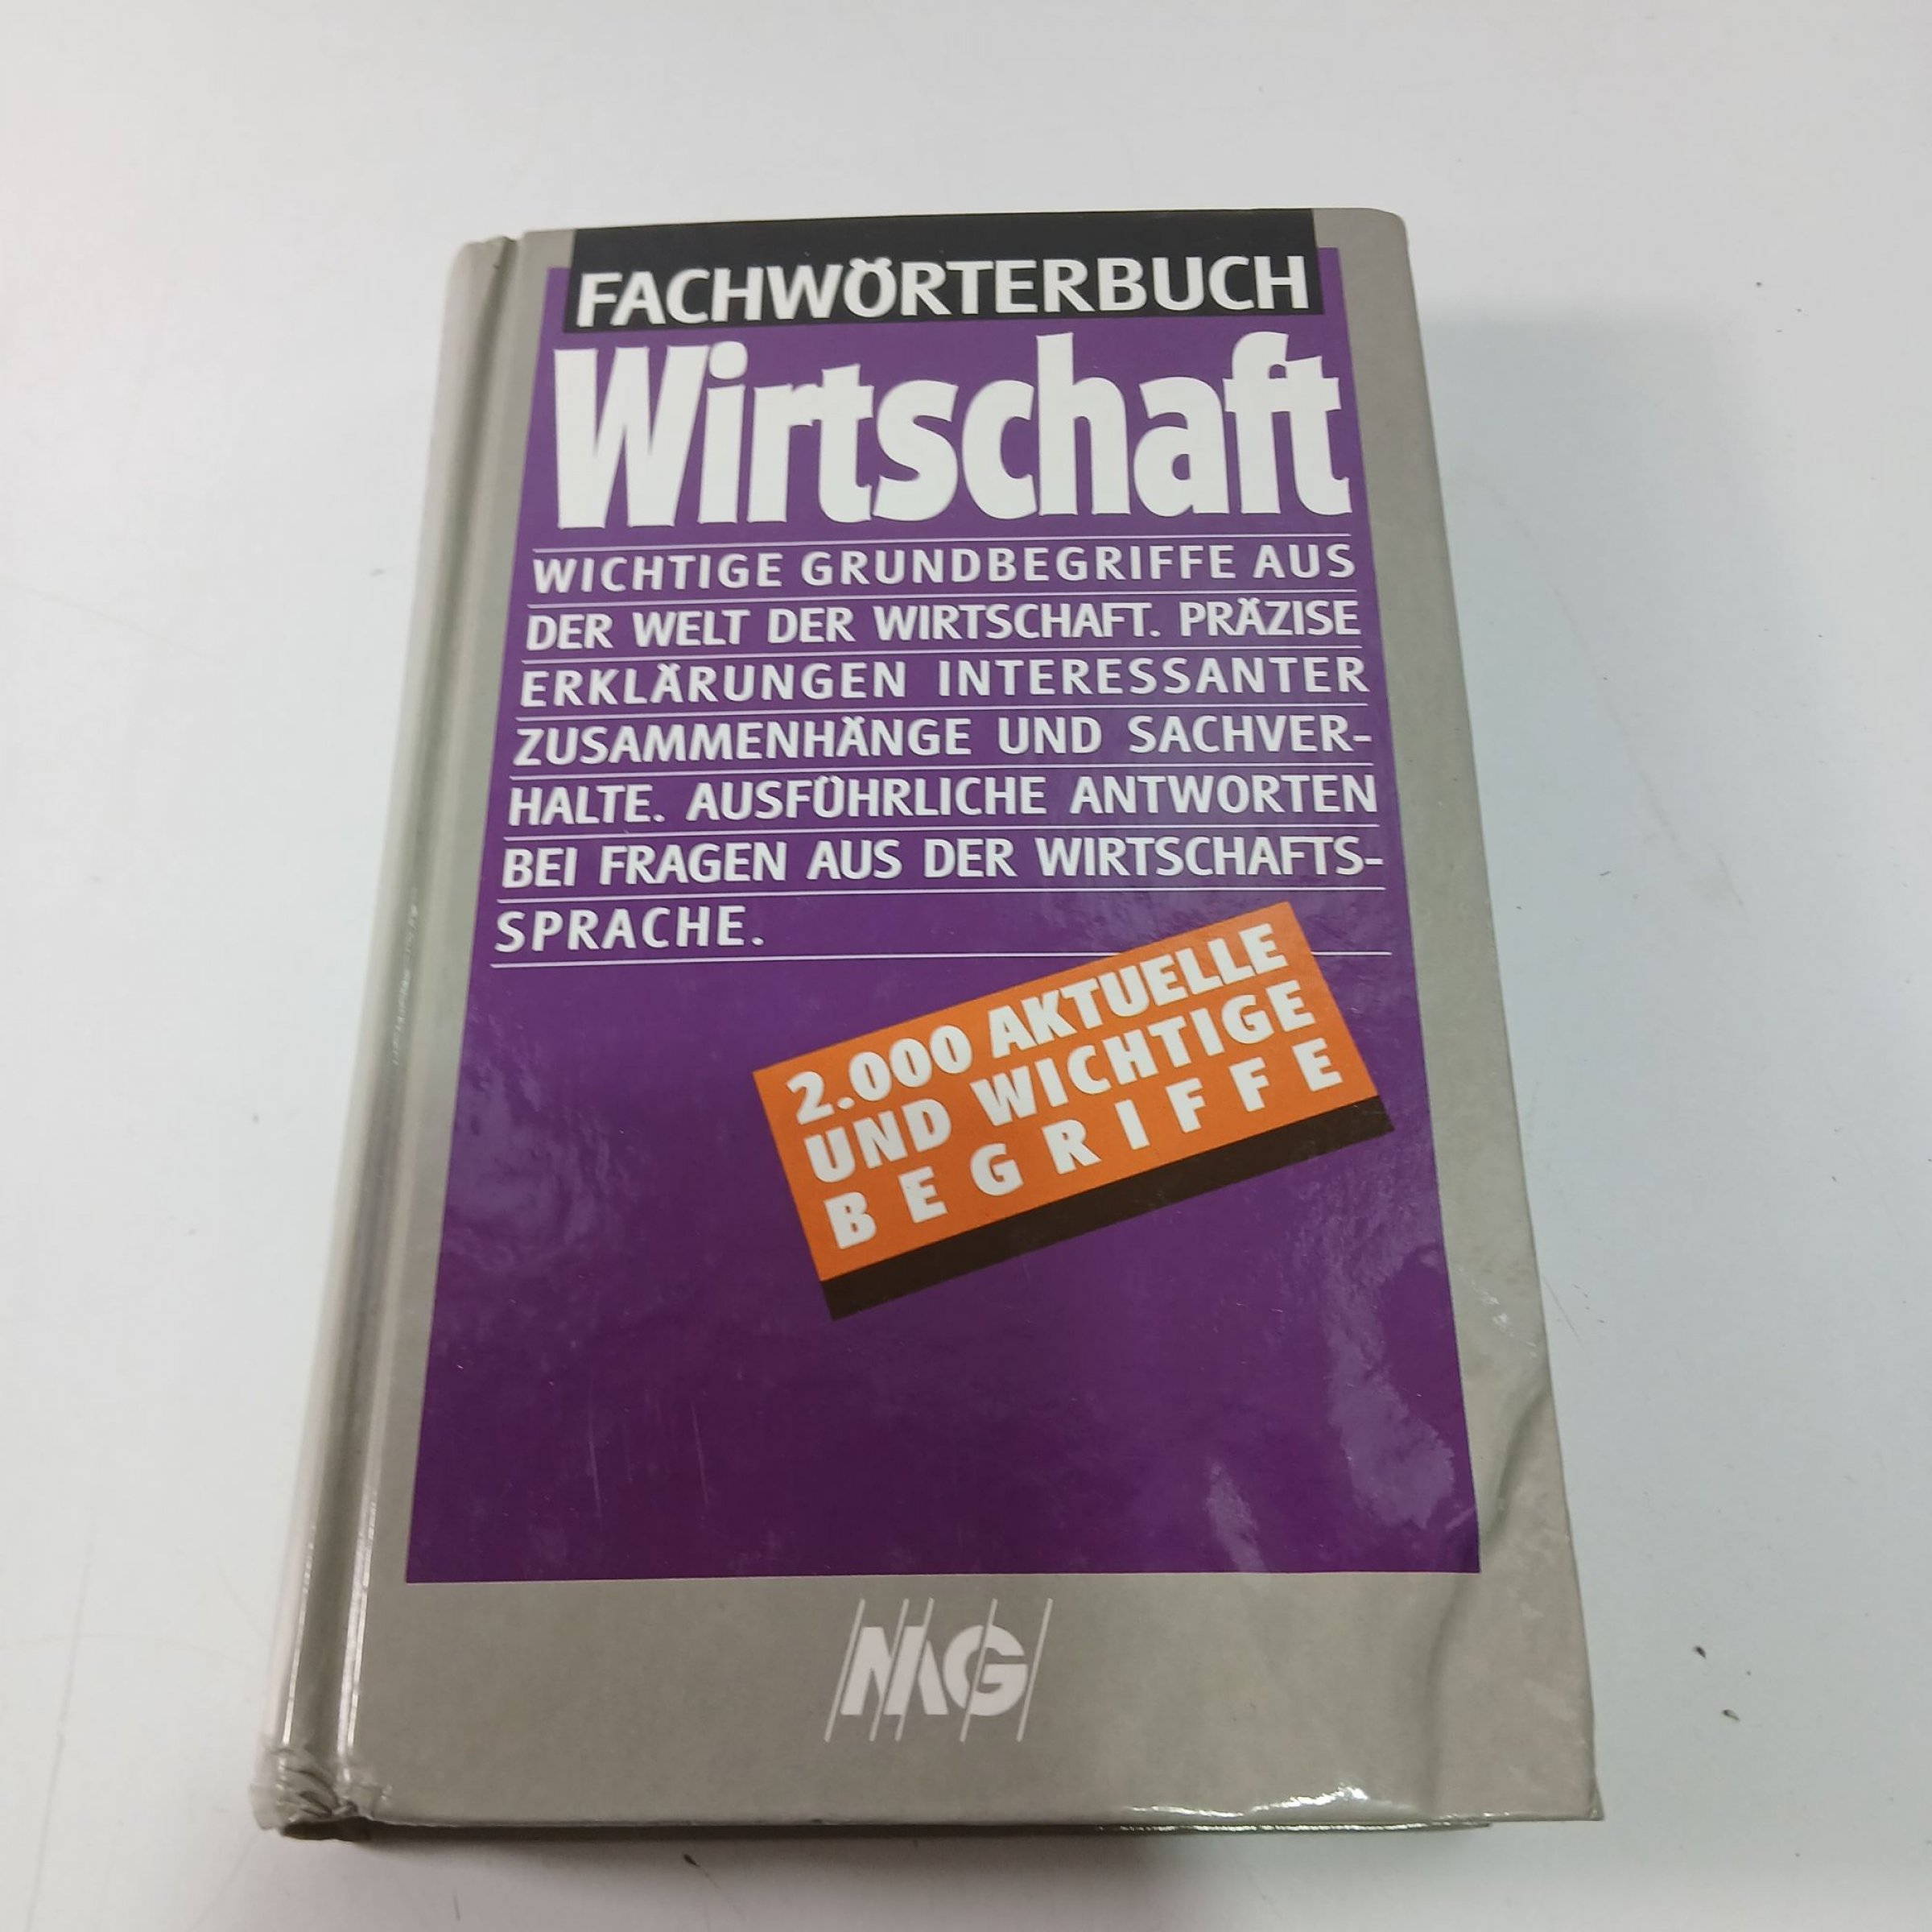 FACHWÖRTERBUCH
Wirtschaft
WICHTIGE GRUNDBEGRIFFE AUS
DER WELT DER WIRTSCHAFT. PRÄZISE
ERKLÄRUNGEN INTERESSANTER
ZUSAMMENHÄNGE UND SACHVER-
HALTE. AUSFÜHRLICHE ANTWORTEN
BEI FRAGEN AUS DER WIRTSCHAFTS-
SPRACHE.
2.000 AKTUELLE
UND WICHTIGE
BEGRIFFE
MG